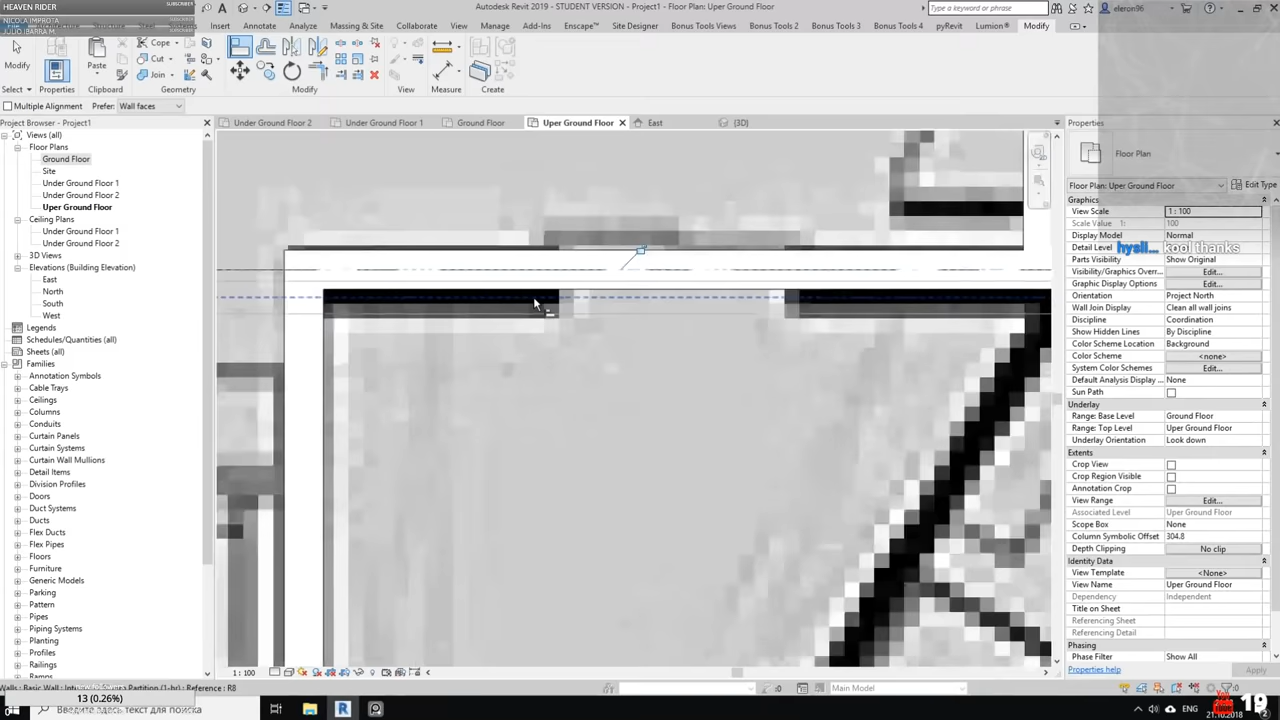 HEAVEN RIDER SUBSCRIBER
NICOLA IMPROTA SUBSCRIBER
JULIO IBARRA M.
Autodesk Revit 2019 - STUDENT VERSION - Project1 - Floor Plan: Uper Ground Floor
Type a keyword or phrase
eleron96
Insert Annotate Analyze Massing & Site Collaborate View Manage Add-Ins Enscape™ Site Designer Bonus Tools View Bonus Tools 2 Bonus Tools 3 Bonus Tools 4 pyRevit Lumion® Modify
Modify
Paste
Cope
Cut
Join
Select Properties Clipboard Geometry Modify View Measure Create
Multiple Alignment Prefer: Wall faces
Project Browser - Project1
Under Ground Floor 2 Under Ground Floor 1 Ground Floor Uper Ground Floor East {3D}
Properties
Views (all)
Floor Plans
Ground Floor
Site
Under Ground Floor 1
Under Ground Floor 2
Uper Ground Floor
Ceiling Plans
Under Ground Floor 1
Under Ground Floor 2
3D Views
Elevations (Building Elevation)
East
North
South
West
Legends
Schedules/Quantities (all)
Sheets (all)
Families
Annotation Symbols
Cable Trays
Ceilings
Columns
Conduits
Curtain Panels
Curtain Systems
Curtain Wall Mullions
Detail Items
Division Profiles
Doors
Duct Systems
Ducts
Flex Ducts
Flex Pipes
Floors
Furniture
Generic Models
Parking
Pattern
Pipes
Piping Systems
Planting
Profiles
Railings
Floor Plan
Floor Plan: Uper Ground Floor Edit Type
Graphics
View Scale 1 : 100
Scale Value 1: 100
Display Model Normal
Detail Level
hysli... kool thanks
Parts Visibility Show Original
Visibility/Graphics Overr... Edit...
Graphic Display Options Edit...
Orientation Project North
Wall Join Display Clean all wall joins
Discipline Coordination
Show Hidden Lines By Discipline
Color Scheme Location Background
Color Scheme <none>
System Color Schemes Edit...
Default Analysis Display ... None
Sun Path
Underlay
Range: Base Level Ground Floor
Range: Top Level Uper Ground Floor
Underlay Orientation Look down
Extents
Crop View
Crop Region Visible
Annotation Crop
View Range Edit...
Associated Level Uper Ground Floor
Scope Box None
Column Symbolic Offset 304.8
Depth Clipping No clip
Identity Data
View Template <None>
View Name Uper Ground Floor
Dependency Independent
Title on Sheet
Referencing Sheet
Referencing Detail
Phasing
Phase Filter Show All
Properties help Apply
1 : 100
Partition (1-hr) : Reference : R8
:0 Main Model :0
13 (0.26%)
Введите здесь текст для поиска
ENG
21.10.2018
19